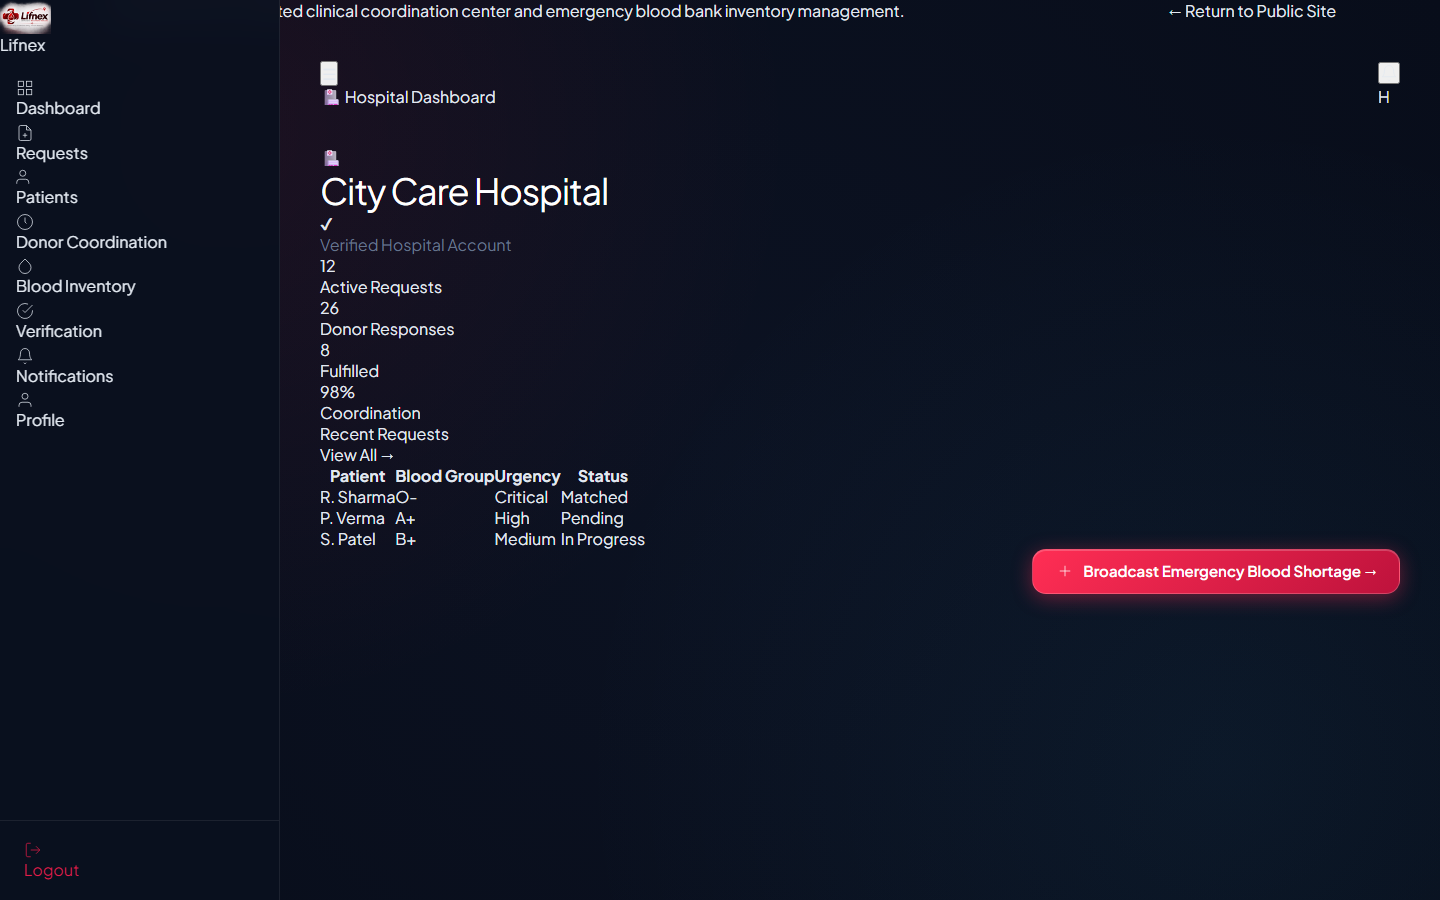 Lifnex
ted clinical coordination center and emergency blood bank inventory management.
← Return to Public Site
Lifnex
Dashboard
Requests
Patients
Donor Coordination
Blood Inventory
Verification
Notifications
Profile
Logout
Hospital Dashboard
H
City Care Hospital
✓
Verified Hospital Account
12
Active Requests
26
Donor Responses
8
Fulfilled
98%
Coordination
Recent Requests
View All →
Patient Blood Group Urgency Status
R. Sharma O- Critical Matched
P. Verma A+ High Pending
S. Patel B+ Medium In Progress
+ Broadcast Emergency Blood Shortage →